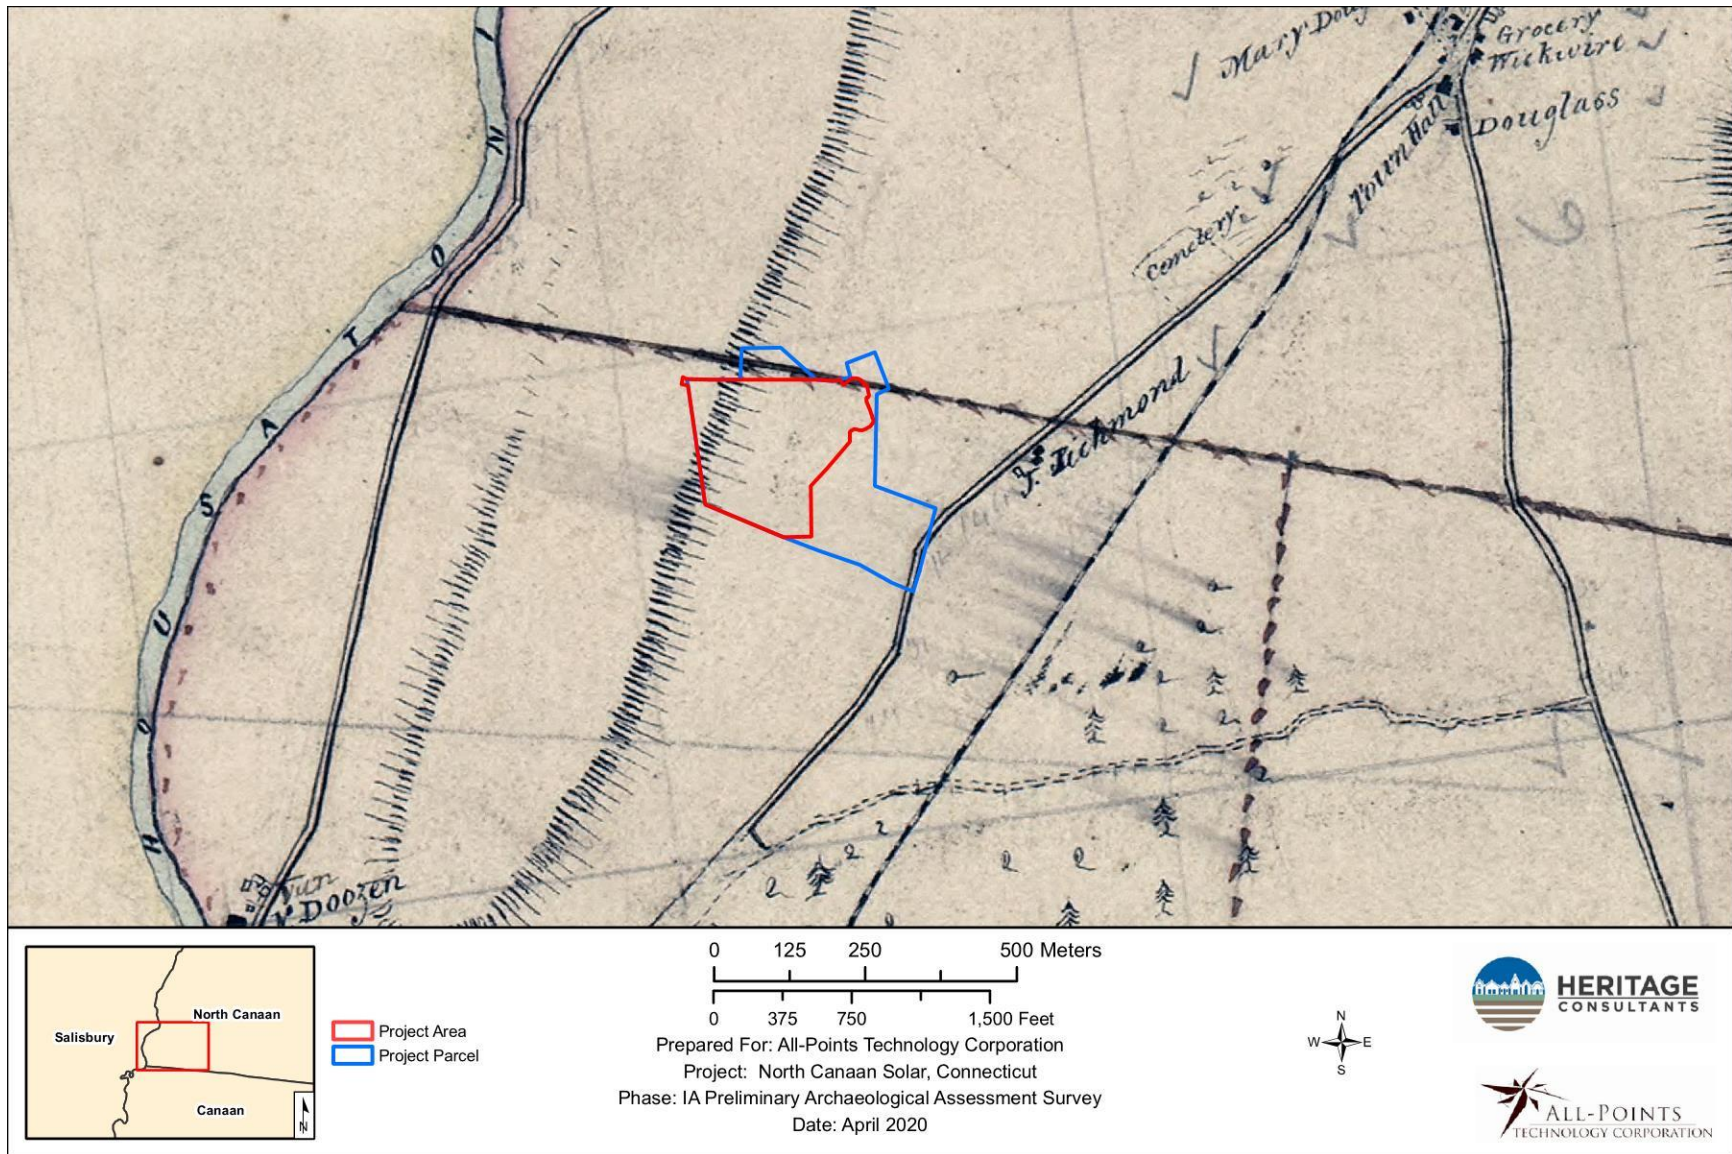 Mary Doug
Grocery
Wickwire
Douglass
Town Hall
6
Cemetery
J. Richmond
HOUSATONI
Van
Doozen
0 125 250 500 Meters
0 375 750 1,500 Feet
Prepared For: All-Points Technology Corporation
Project: North Canaan Solar, Connecticut
Phase: IA Preliminary Archaeological Assessment Survey
Date: April 2020
Salisbury
North Canaan
Canaan
N
Project Area
Project Parcel
N
W E
S
HERITAGE
CONSULTANTS
ALL-POINTS
TECHNOLOGY CORPORATION